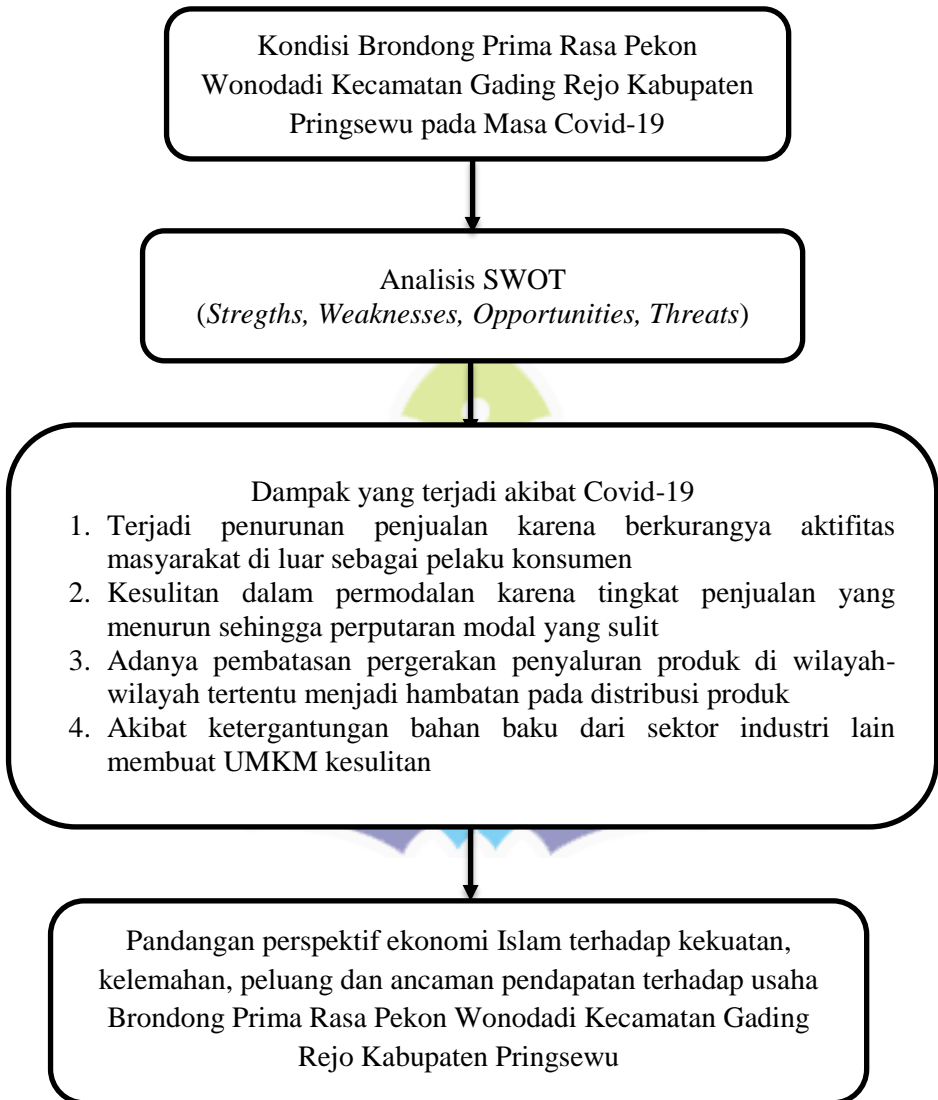 Kondisi Brondong Prima Rasa Pekon
Wonodadi Kecamatan Gading Rejo Kabupaten
Pringsewu pada Masa Covid-19
Analisis SWOT
(Stregths, Weaknesses, Opportunities, Threats)
Dampak yang terjadi akibat Covid-19
1. Terjadi penurunan penjualan karena berkurangya aktifitas
masyarakat di luar sebagai pelaku konsumen
2. Kesulitan dalam permodalan karena tingkat penjualan yang
menurun sehingga perputaran modal yang sulit
3. Adanya pembatasan pergerakan penyaluran produk di wilayah-
wilayah tertentu menjadi hambatan pada distribusi produk
4. Akibat ketergantungan bahan baku dari sektor industri lain
membuat UMKM kesulitan
Pandangan perspektif ekonomi Islam terhadap kekuatan,
kelemahan, peluang dan ancaman pendapatan terhadap usaha
Brondong Prima Rasa Pekon Wonodadi Kecamatan Gading
Rejo Kabupaten Pringsewu